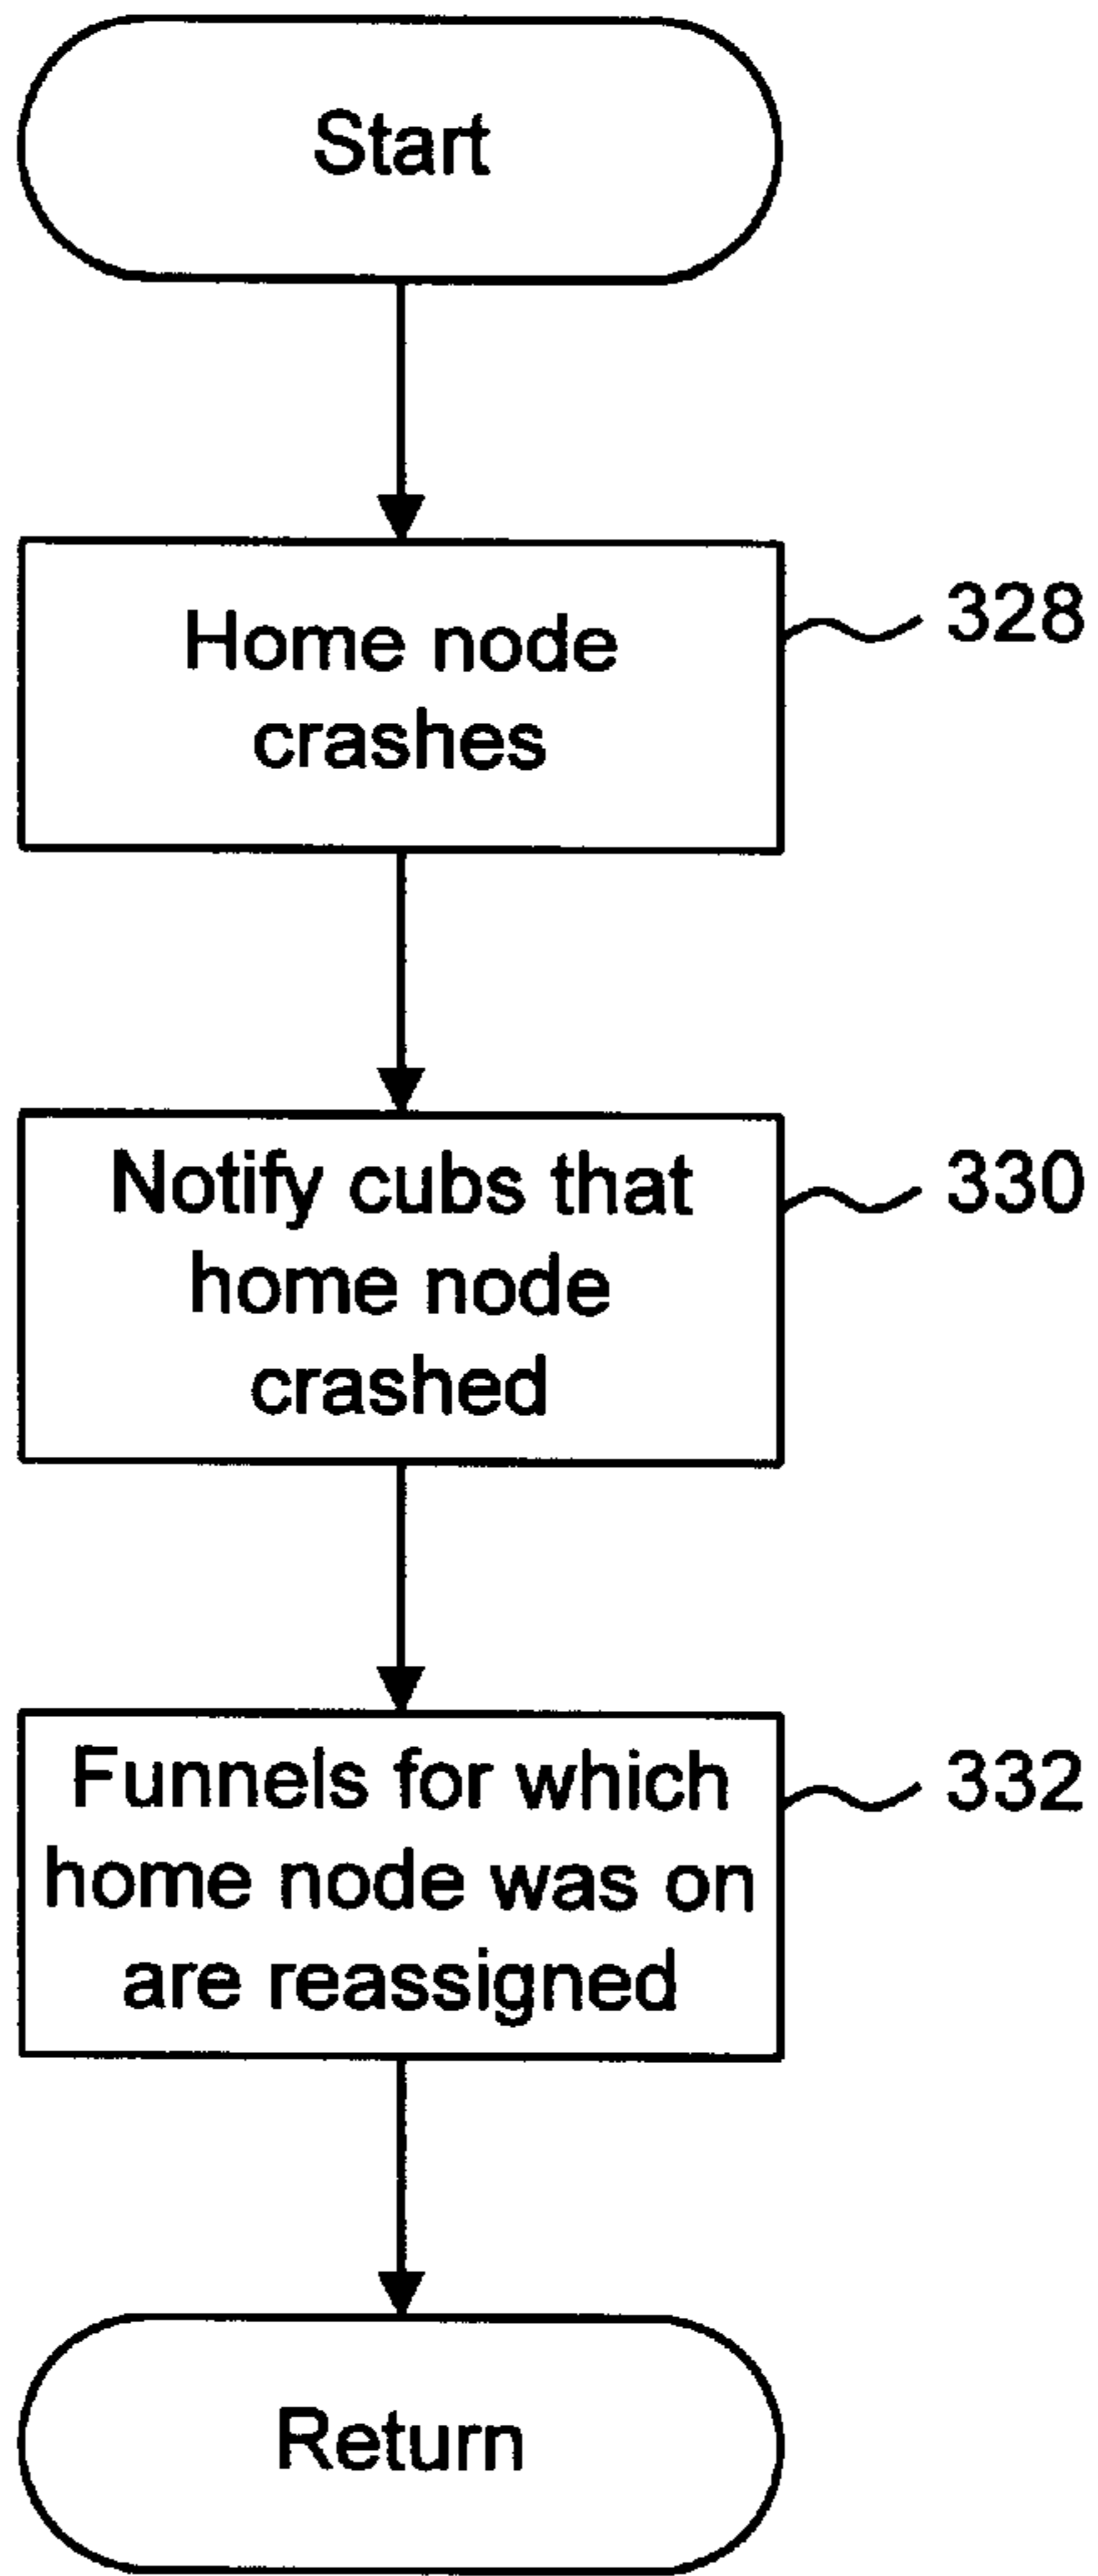 Start
Home node
crashes
328
Notify cubs that
home node
crashed
330
Funnels for which
home node was on
are reassigned
332
Return